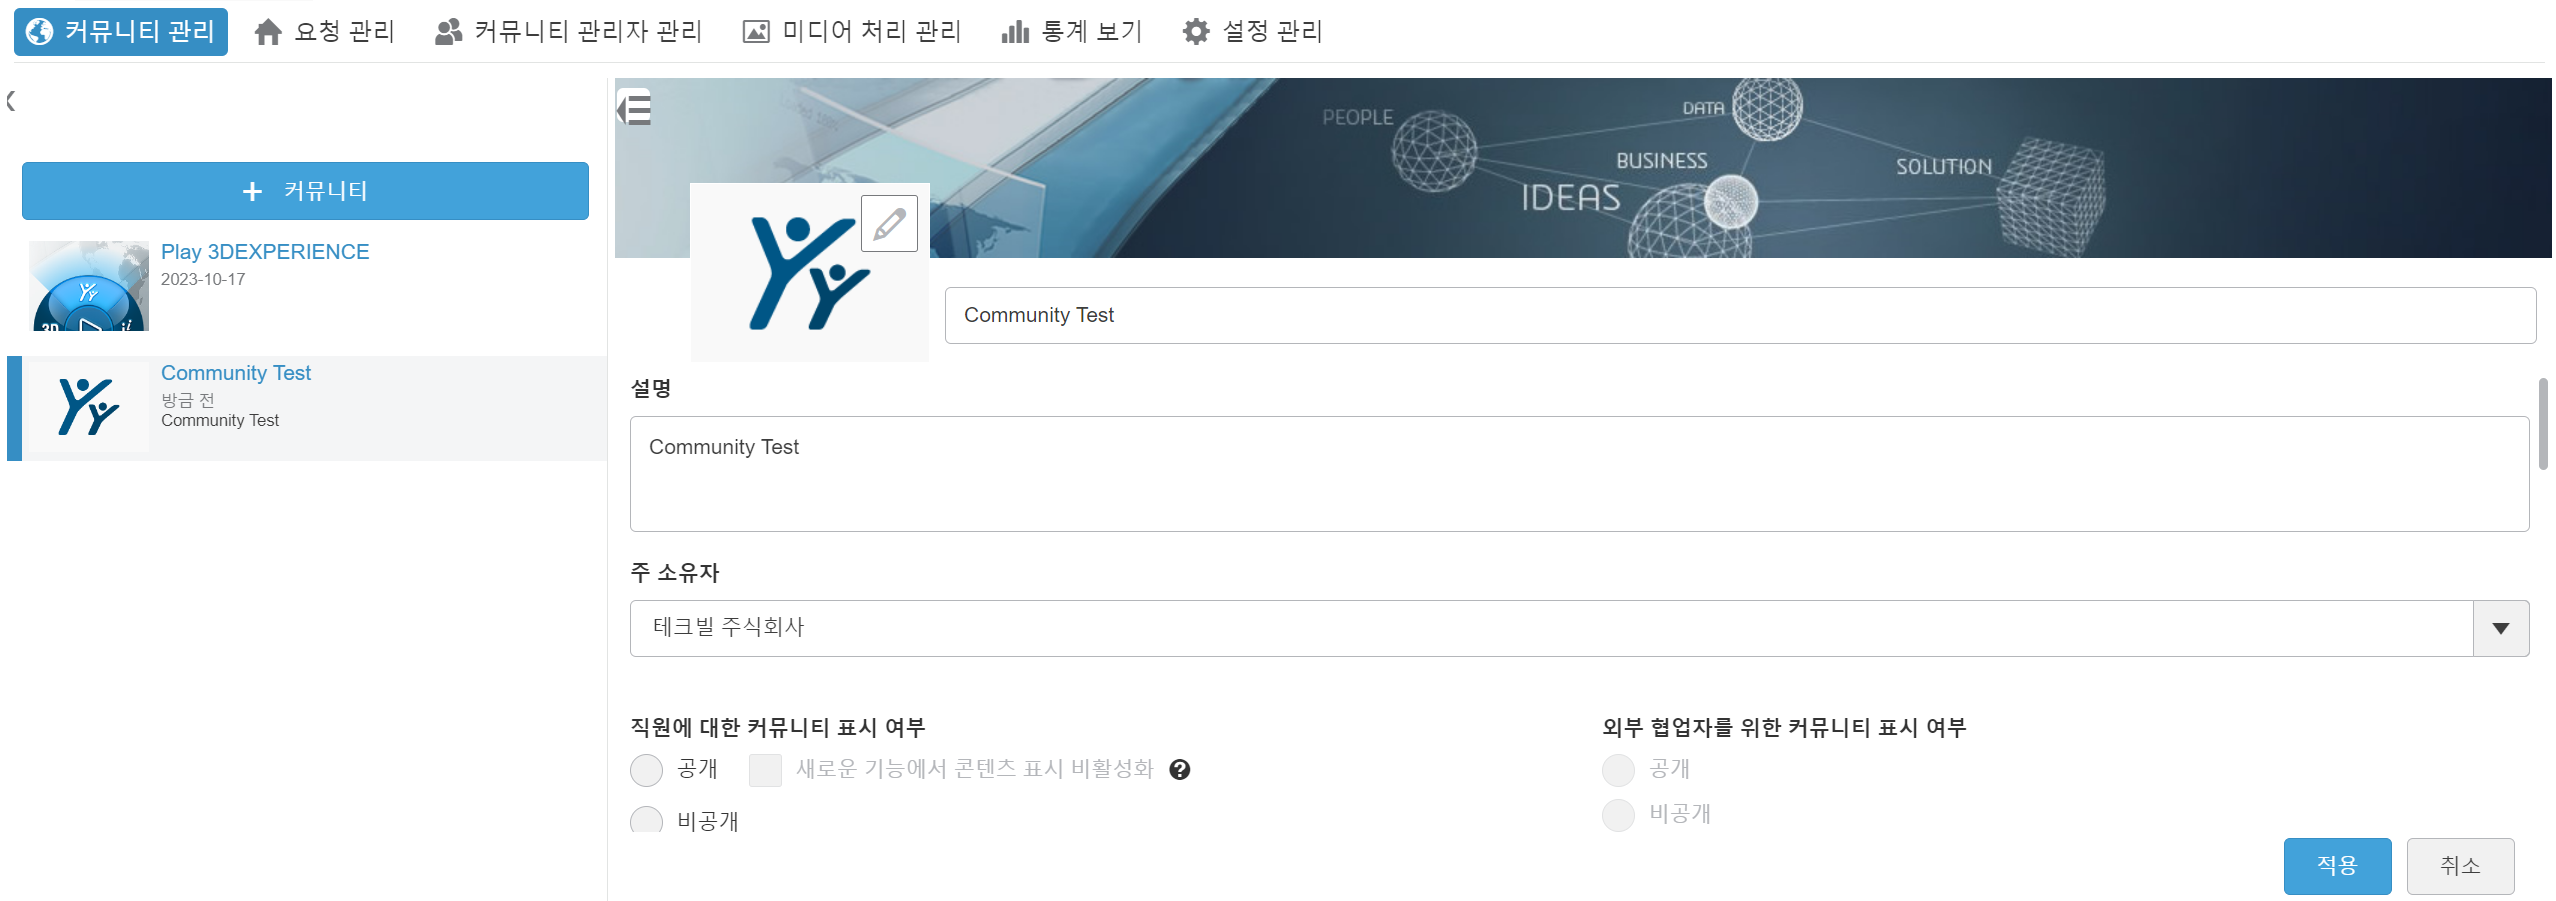 커뮤니티 관리
요청 관리
커뮤니티 관리자 관리
미디어 처리 관리
통계 보기
설정 관리
+ 커뮤니티
Play 3DEXPERIENCE
2023-10-17
3D
Community Test
방금 전
Community Test
PEOPLE
DATA
BUSINESS
IDEAS
SOLUTION
Community Test
설명
Community Test
주 소유자
테크빌 주식회사
직원에 대한 커뮤니티 표시 여부
공개
새로운 기능에서 콘텐츠 표시 비활성화
비공개
외부 협업자를 위한 커뮤니티 표시 여부
공개
비공개
적용
취소